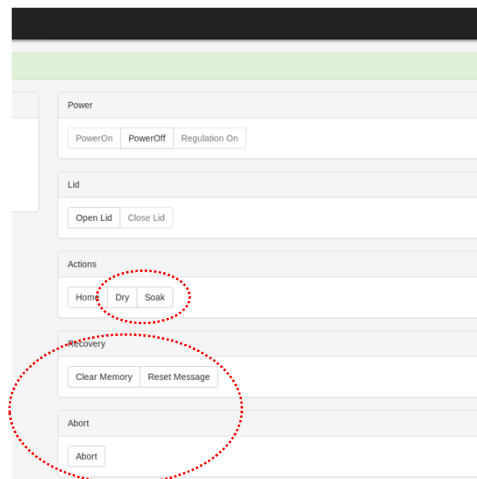 Power
PowerOn PowerOff Regulation On
Lid
Open Lid Close Lid
Actions
Home Dry Soak
Recovery
Clear Memory Reset Message
Abort
Abort